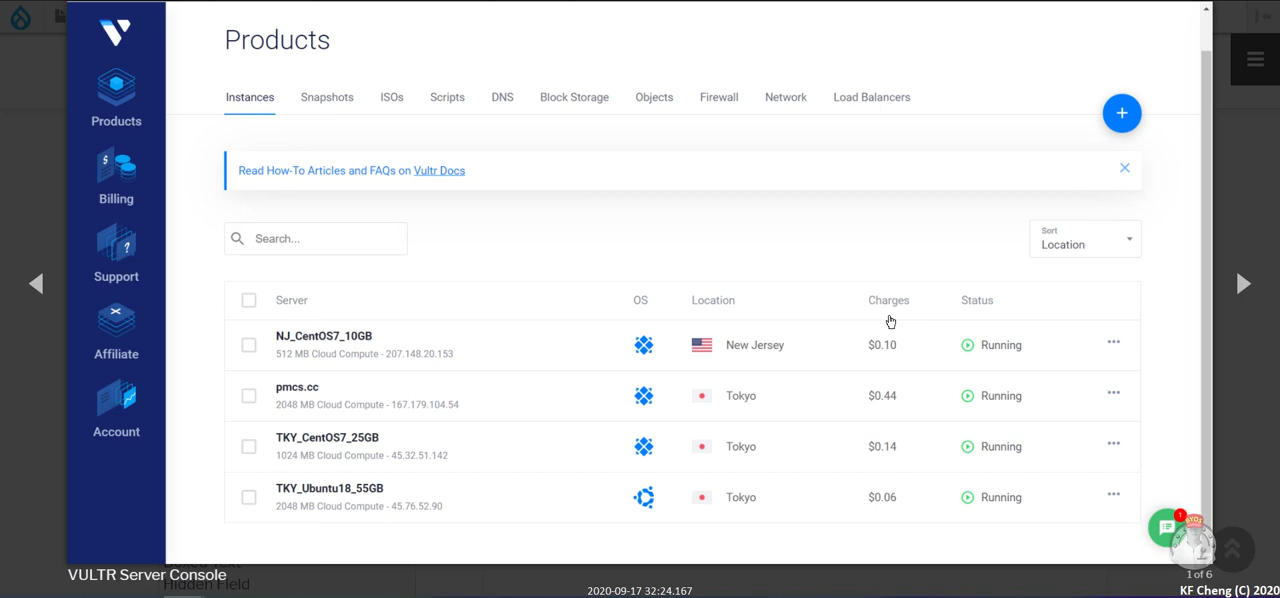 Products
Instances Snapshots ISOs Scripts DNS Block Storage Objects Firewall Network Load Balancers
Products
Billing
Support
Affiliate
Account
Read How-To Articles and FAQs on Vultr Docs
Search...
Sort
Location
Server OS Location Charges Status
NJ_CentOS7_10GB
512 MB Cloud Compute - 207.148.20.153
New Jersey $0.10 Running
pmcs.cc
2048 MB Cloud Compute - 167.179.104.54
Tokyo $0.44 Running
TKY_CentOS7_25GB
1024 MB Cloud Compute - 45.32.51.142
Tokyo $0.14 Running
TKY_Ubuntu18_55GB
2048 MB Cloud Compute - 45.76.52.90
Tokyo $0.06 Running
1
VULTR Server Console
1 of 6
Hidden Field
2020-09-17 32:24.167
KF Cheng (C) 2020